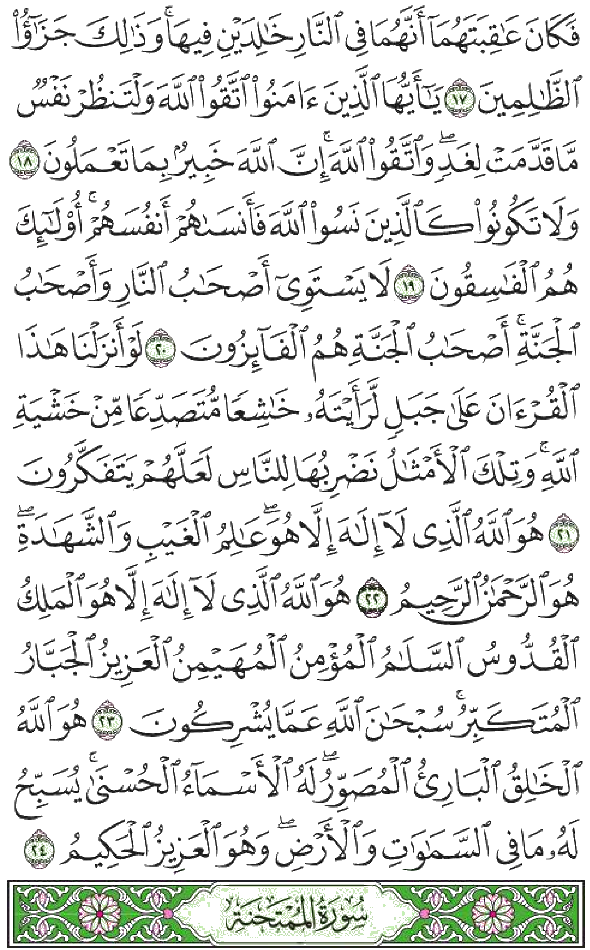 فَكَانَ عَٰقِبَتَهُمَآ أَنَّهُمَا فِي ٱلنَّارِ خَٰلِدَيۡنِ فِيهَاۚ وَذَٰلِكَ جَزَٰٓؤُاْ
ٱلظَّٰلِمِينَ ١٧ يَٰٓأَيُّهَا ٱلَّذِينَ ءَامَنُواْ ٱتَّقُواْ ٱللَّهَ وَلۡتَنظُرۡ نَفۡسٞ
مَّا قَدَّمَتۡ لِغَدٖۖ وَٱتَّقُواْ ٱللَّهَۚ إِنَّ ٱللَّهَ خَبِيرُۢ بِمَا تَعۡمَلُونَ ١٨
وَلَا تَكُونُواْ كَٱلَّذِينَ نَسُواْ ٱللَّهَ فَأَنسَىٰهُمۡ أَنفُسَهُمۡۚ أُوْلَٰٓئِكَ
هُمُ ٱلۡفَٰسِقُونَ ١٩ لَا يَسۡتَوِيٓ أَصۡحَٰبُ ٱلنَّارِ وَأَصۡحَٰبُ
ٱلۡجَنَّةِۚ أَصۡحَٰبُ ٱلۡجَنَّةِ هُمُ ٱلۡفَآئِزُونَ ٢٠ لَوۡ أَنزَلۡنَا هَٰذَا
ٱلۡقُرۡءَانَ عَلَىٰ جَبَلٖ لَّرَأَيۡتَهُۥ خَٰشِعٗا مُّتَصَدِّعٗا مِّنۡ خَشۡيَةِ
ٱللَّهِۚ وَتِلۡكَ ٱلۡأَمۡثَٰلُ نَضۡرِبُهَا لِلنَّاسِ لَعَلَّهُمۡ يَتَفَكَّرُونَ
٢١ هُوَ ٱللَّهُ ٱلَّذِي لَآ إِلَٰهَ إِلَّا هُوَۖ عَٰلِمُ ٱلۡغَيۡبِ وَٱلشَّهَٰدَةِۖ
هُوَ ٱلرَّحۡمَٰنُ ٱلرَّحِيمُ ٢٢ هُوَ ٱللَّهُ ٱلَّذِي لَآ إِلَٰهَ إِلَّا هُوَ ٱلۡمَلِكُ
ٱلۡقُدُّوسُ ٱلسَّلَٰمُ ٱلۡمُؤۡمِنُ ٱلۡمُهَيۡمِنُ ٱلۡعَزِيزُ ٱلۡجَبَّارُ
ٱلۡمُتَكَبِّرُۚ سُبۡحَٰنَ ٱللَّهِ عَمَّا يُشۡرِكُونَ ٢٣ هُوَ ٱللَّهُ
ٱلۡخَٰلِقُ ٱلۡبَارِئُ ٱلۡمُصَوِّرُۖ لَهُ ٱلۡأَسۡمَآءُ ٱلۡحُسۡنَىٰۚ يُسَبِّحُ
لَهُۥ مَا فِي ٱلسَّمَٰوَٰتِ وَٱلۡأَرۡضِۖ وَهُوَ ٱلۡعَزِيزُ ٱلۡحَكِيمُ ٢٤
سُورَةُ المُمۡتَحنَة